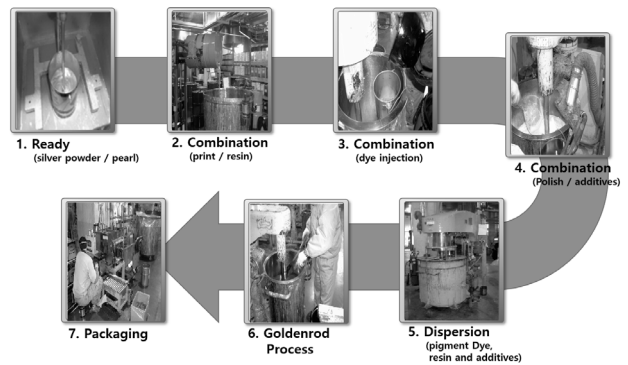 1. Ready
(silver powder / pearl)
2. Combination
(print / resin)
3. Combination
(dye injection)
4. Combination
(Polish / additives)
5. Dispersion
(pigment Dye,
resin and additives)
6. Goldenrod
Process
7. Packaging